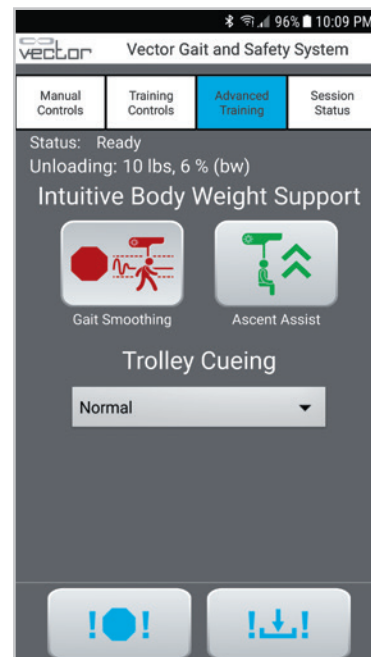 96% 10:09 PM
vector Vector Gait and Safety System
Manual Training Advanced Session
Controls Controls Training Status
Status: Ready
Unloading: 10 lbs, 6 % (bw)
Intuitive Body Weight Support
Gait Smoothing Ascent Assist
Trolley Cueing
Normal
! !
! !